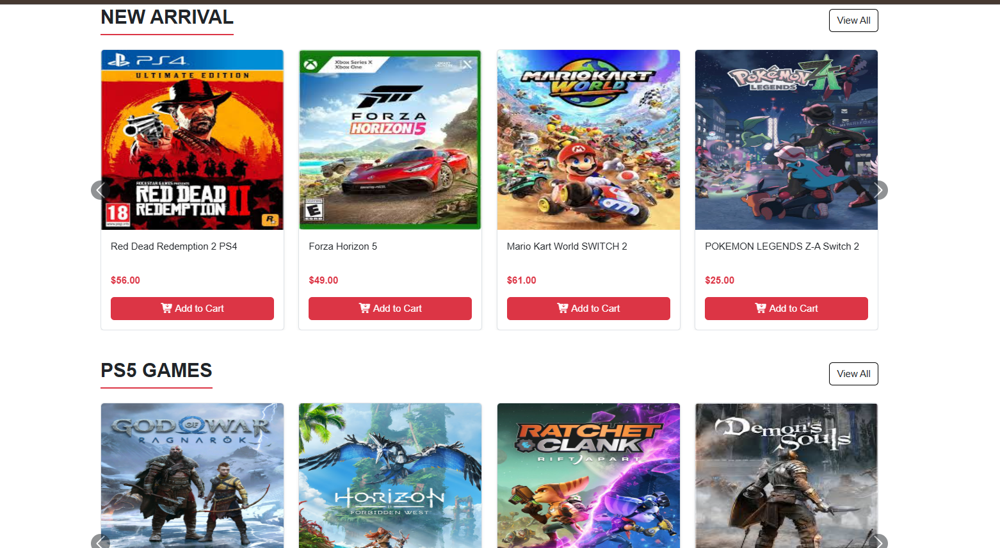 NEW ARRIVAL
View All
PS4
ULTIMATE EDITION
ROCKSTAR GAMES PRESENTS
RED DEAD
REDEMPTION II
18
R
Xbox Series X
Xbox One
X
FORZA
HORIZON 5
E
MARIOKART
WORLD
POKÉMON
LEGENDS Z-A
Red Dead Redemption 2 PS4
Forza Horizon 5
Mario Kart World SWITCH 2
POKEMON LEGENDS Z-A Switch 2
$56.00
$49.00
$61.00
$25.00
Add to Cart
Add to Cart
Add to Cart
Add to Cart
PS5 GAMES
View All
GOD OF WAR
RAGNARÖK
HORIZON
FORBIDDEN WEST
RATCHET
CLANK
RIFT APART
Demon's
Souls